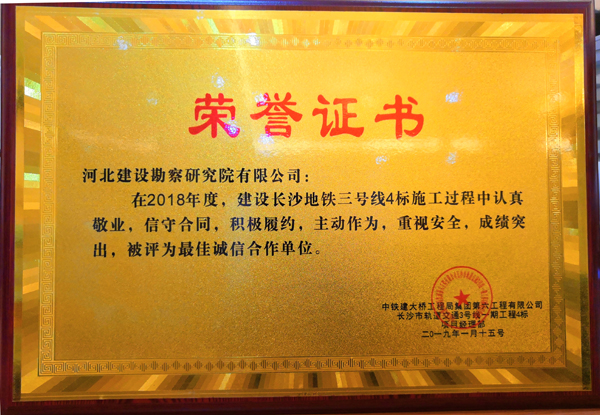 荣誉证书
河北建设勘察研究院有限公司：
在2018年度，建设长沙地铁三号线4标施工过程中认真
敬业，信守合同，积极履约，主动作为，重视安全，成绩突
出，被评为最佳诚信合作单位。
中铁建大桥工程局集团第六工程有限公司
长沙市轨道交通3号线一期工程4标
项目经理部
二〇一九年一月十五号